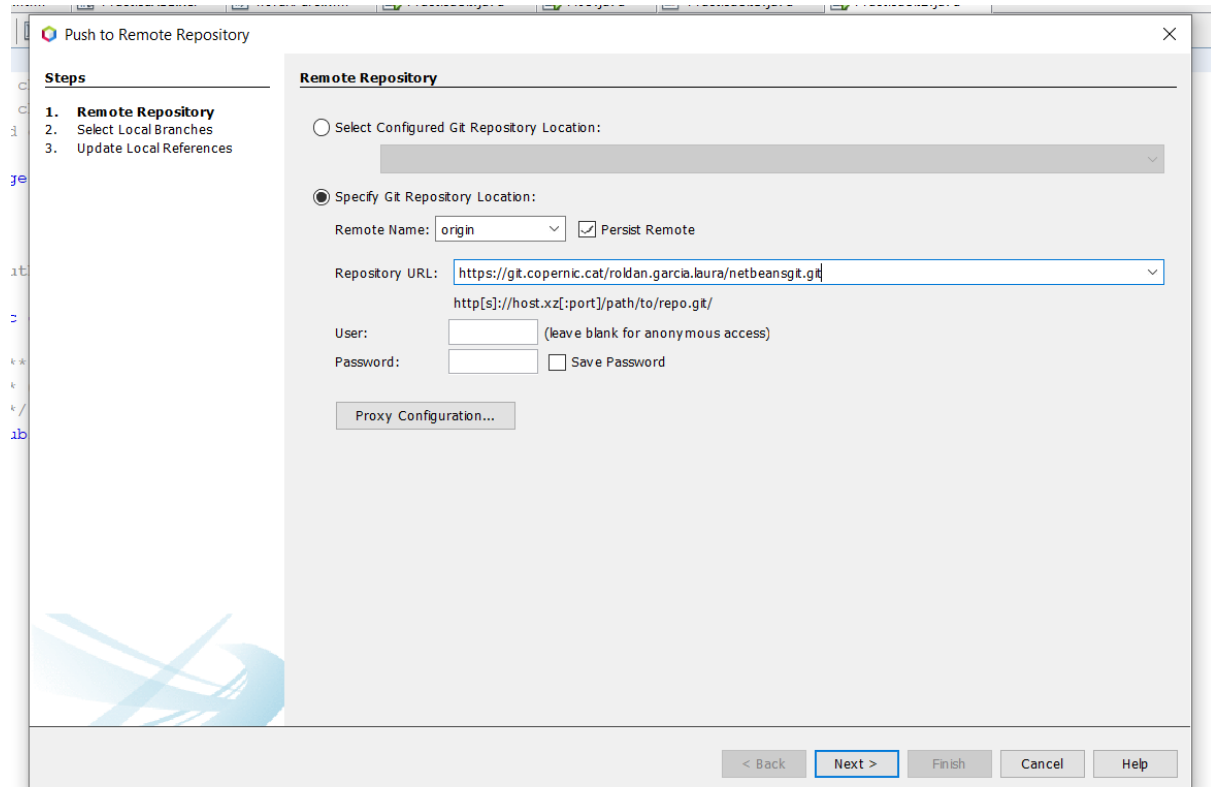 Push to Remote Repository
Steps
1. Remote Repository
2. Select Local Branches
3. Update Local References
Remote Repository
Select Configured Git Repository Location:
Specify Git Repository Location:
Remote Name: origin Persist Remote
Repository URL: https://git.copernic.cat/roldan.garcia.laura/netbeansgit.git
http[s]://host.xz[:port]/path/to/repo.git/
User: (leave blank for anonymous access)
Password: Save Password
Proxy Configuration...
< Back Next > Finish Cancel Help